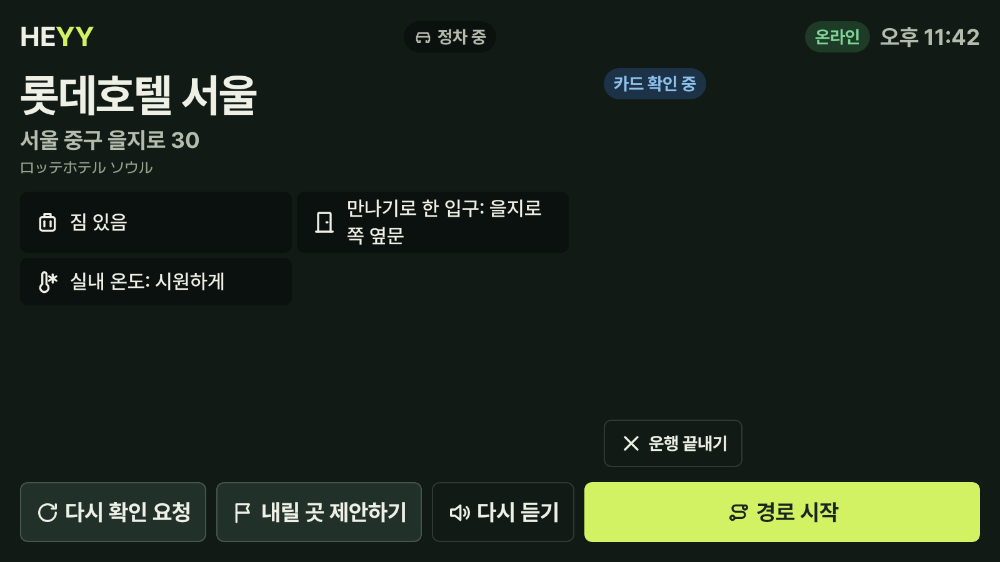 HEYY
정차 중
온라인
오후 11:42
롯데호텔 서울
서울 중구 을지로 30
ロッテホテル ソウル
카드 확인 중
짐 있음
만나기로 한 입구: 을지로
쪽 옆문
실내 온도: 시원하게
운행 끝내기
다시 확인 요청
내릴 곳 제안하기
다시 듣기
경로 시작